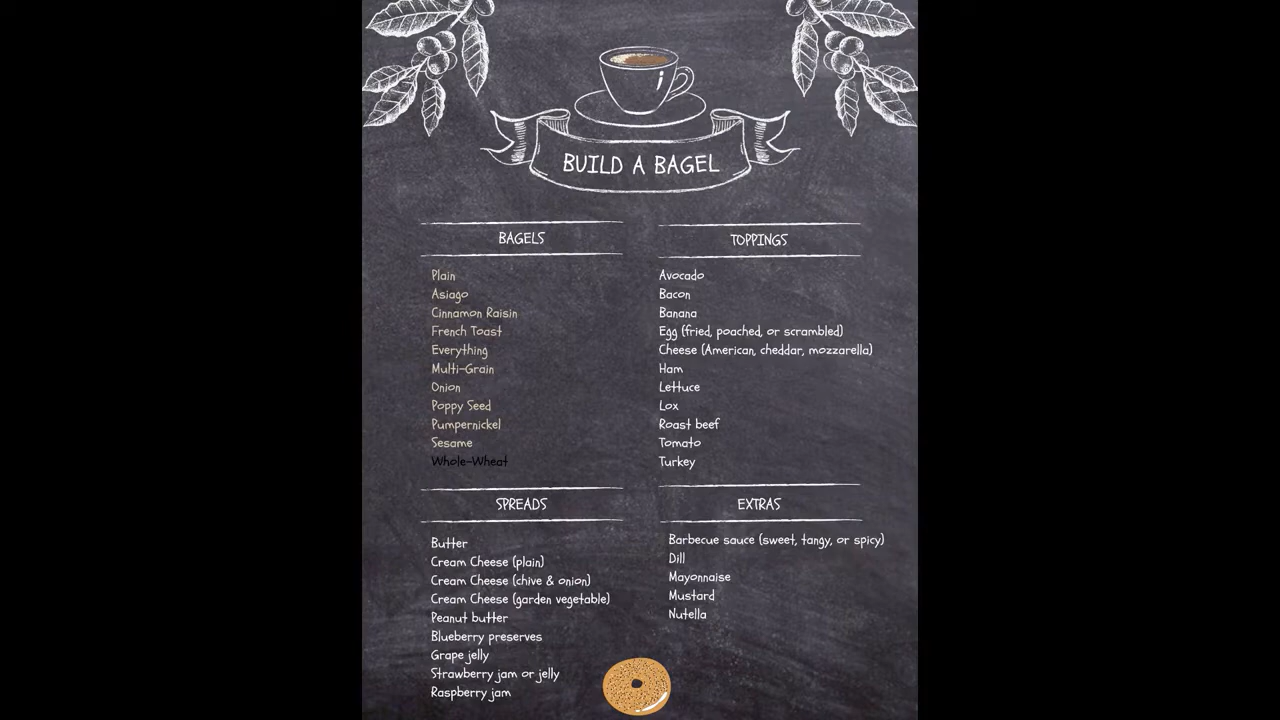 BUILD A BAGEL
BAGELS
Plain
Asiago
Cinnamon Raisin
French Toast
Everything
Multi-Grain
Onion
Poppy Seed
Pumpernickel
Sesame
Whole-Wheat
TOPPINGS
Avocado
Bacon
Banana
Egg (fried, poached, or scrambled)
Cheese (American, cheddar, mozzarella)
Ham
Lettuce
Lox
Roast beef
Tomato
Turkey
SPREADS
Butter
Cream Cheese (plain)
Cream Cheese (chive & onion)
Cream Cheese (garden vegetable)
Peanut butter
Blueberry preserves
Grape jelly
Strawberry jam or jelly
Raspberry jam
EXTRAS
Barbecue sauce (sweet, tangy, or spicy)
Dill
Mayonnaise
Mustard
Nutella